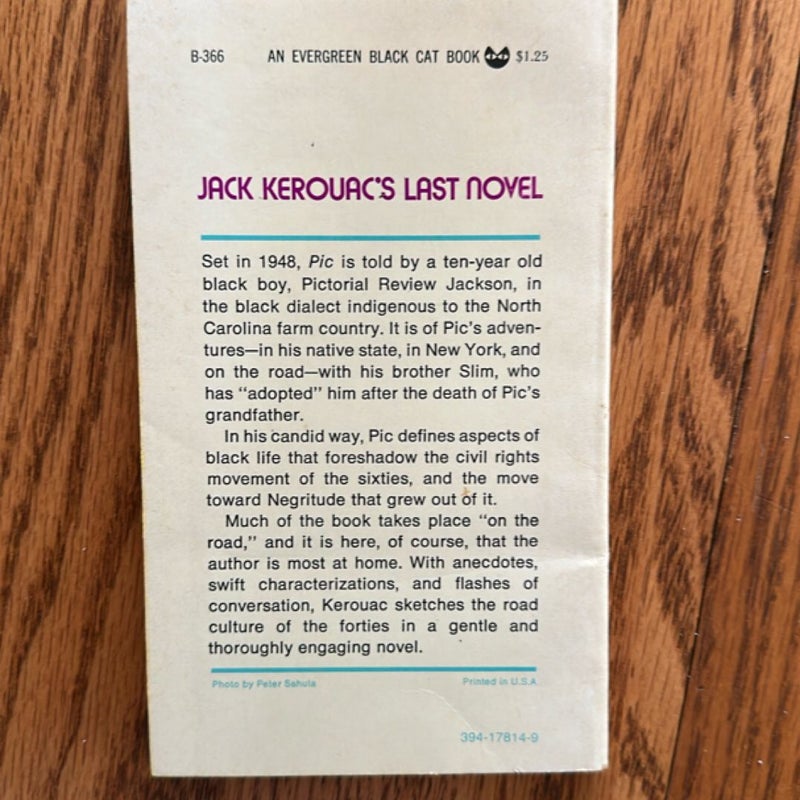 B-366 AN EVERGREEN BLACK CAT BOOK $1.25
JACK KEROUAC'S LAST NOVEL
Set in 1948, Pic is told by a ten-year old
black boy, Pictorial Review Jackson, in
the black dialect indigenous to the North
Carolina farm country. It is of Pic's adven-
tures—in his native state, in New York, and
on the road—with his brother Slim, who
has "adopted" him after the death of Pic's
grandfather.
In his candid way, Pic defines aspects of
black life that foreshadow the civil rights
movement of the sixties, and the move
toward Negritude that grew out of it.
Much of the book takes place "on the
road," and it is here, of course, that the
author is most at home. With anecdotes,
swift characterizations, and flashes of
conversation, Kerouac sketches the road
culture of the forties in a gentle and
thoroughly engaging novel.
Photo by Peter Sahula Printed in U.S.A
394-17814-9